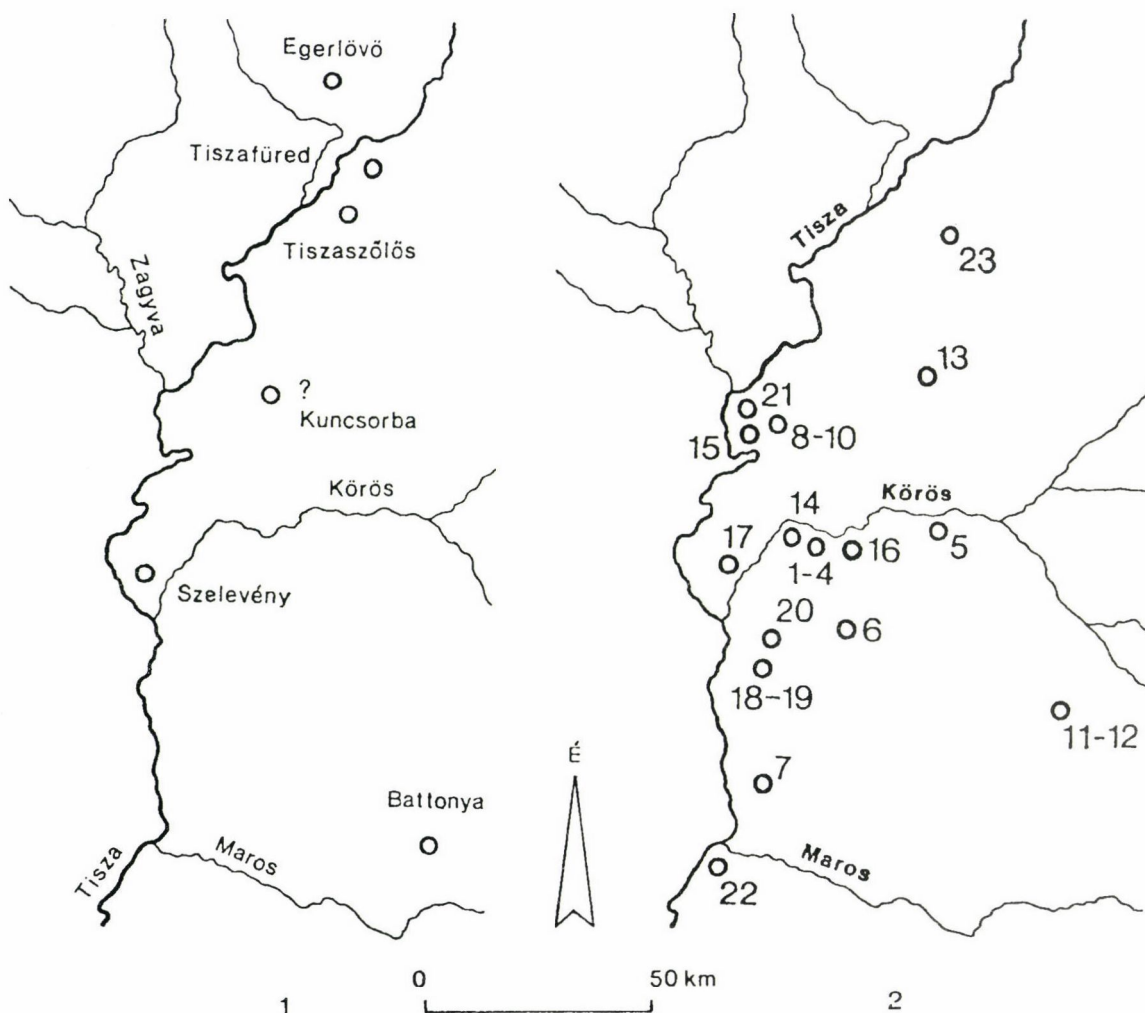 Egerlövö
Tiszafüred
Tiszaszőlős
Zagyva
?
Kuncsorba
Körös
Szelevény
Battonya
Maros
Tisza
1
É
0
50 km
Tisza
23
13
21
15
8-10
Körös
14
17
1-4
16
5
20
6
18-19
11-12
7
Maros
22
2